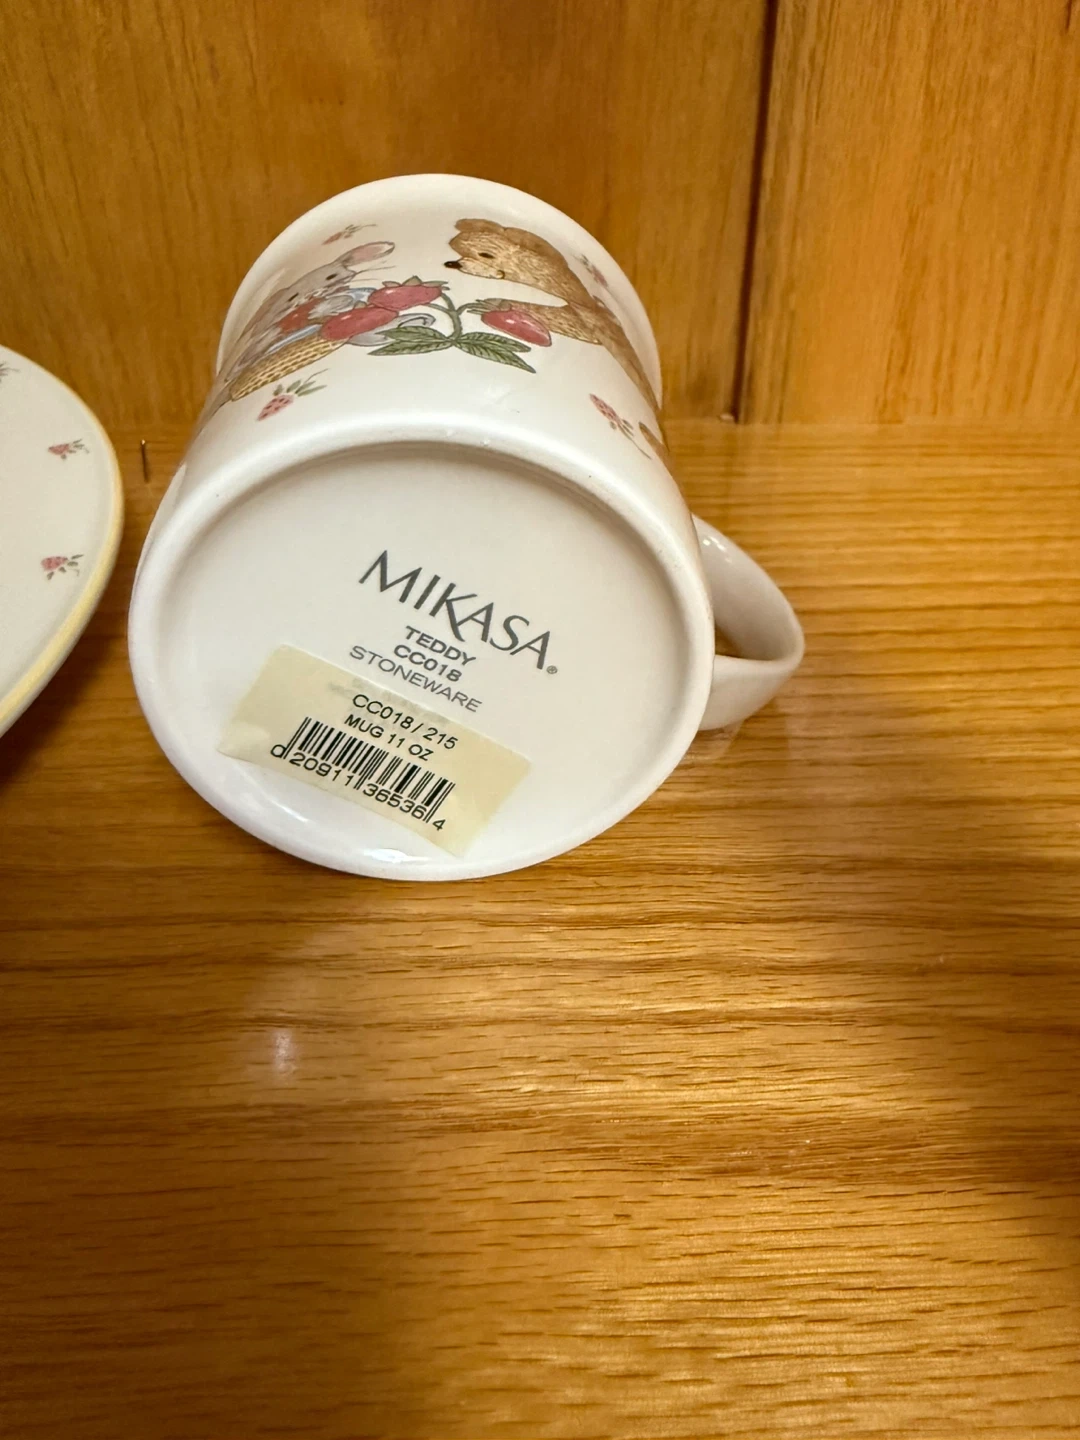 MIKASA®
TEDDY
CC018
STONEWARE
CC018/215
MUG 11 OZ
0 20911 36536 4